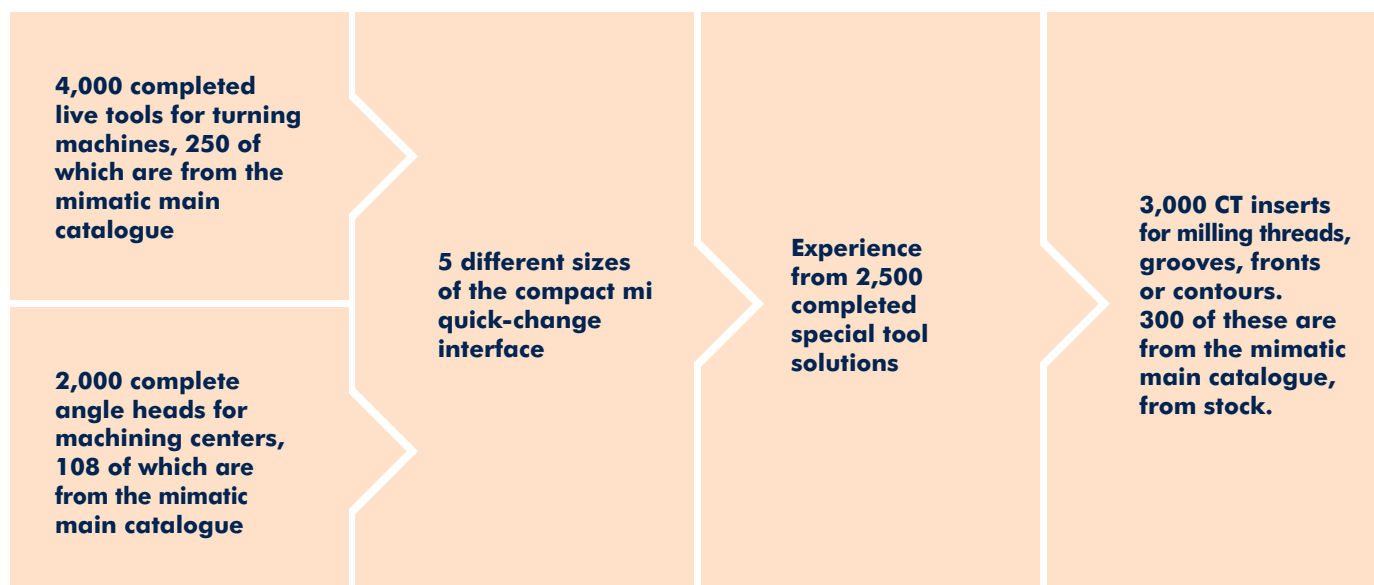 4,000 completed
live tools for turning
machines, 250 of
which are from the
mimatic main
catalogue
2,000 complete
angle heads for
machining centers,
108 of which are
from the mimatic
main catalogue
5 different sizes
of the compact mi
quick-change
interface
Experience
from 2,500
completed
special tool
solutions
3,000 CT inserts
for milling threads,
grooves, fronts
or contours.
300 of these are
from the mimatic
main catalogue,
from stock.